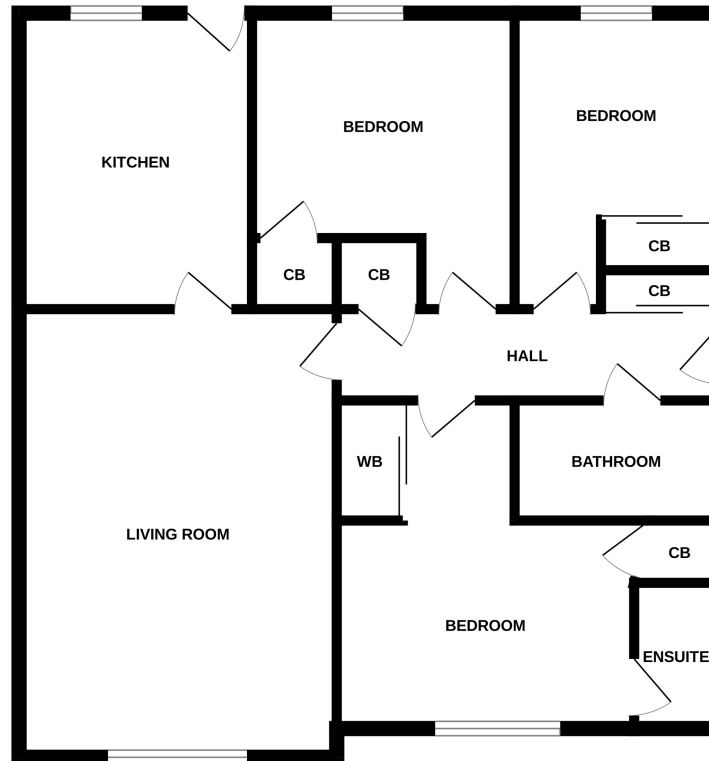 BEDROOM
BEDROOM
KITCHEN
CB
CB
CB
CB
HALL
WB
BATHROOM
LIVING ROOM
CB
BEDROOM
ENSUITE